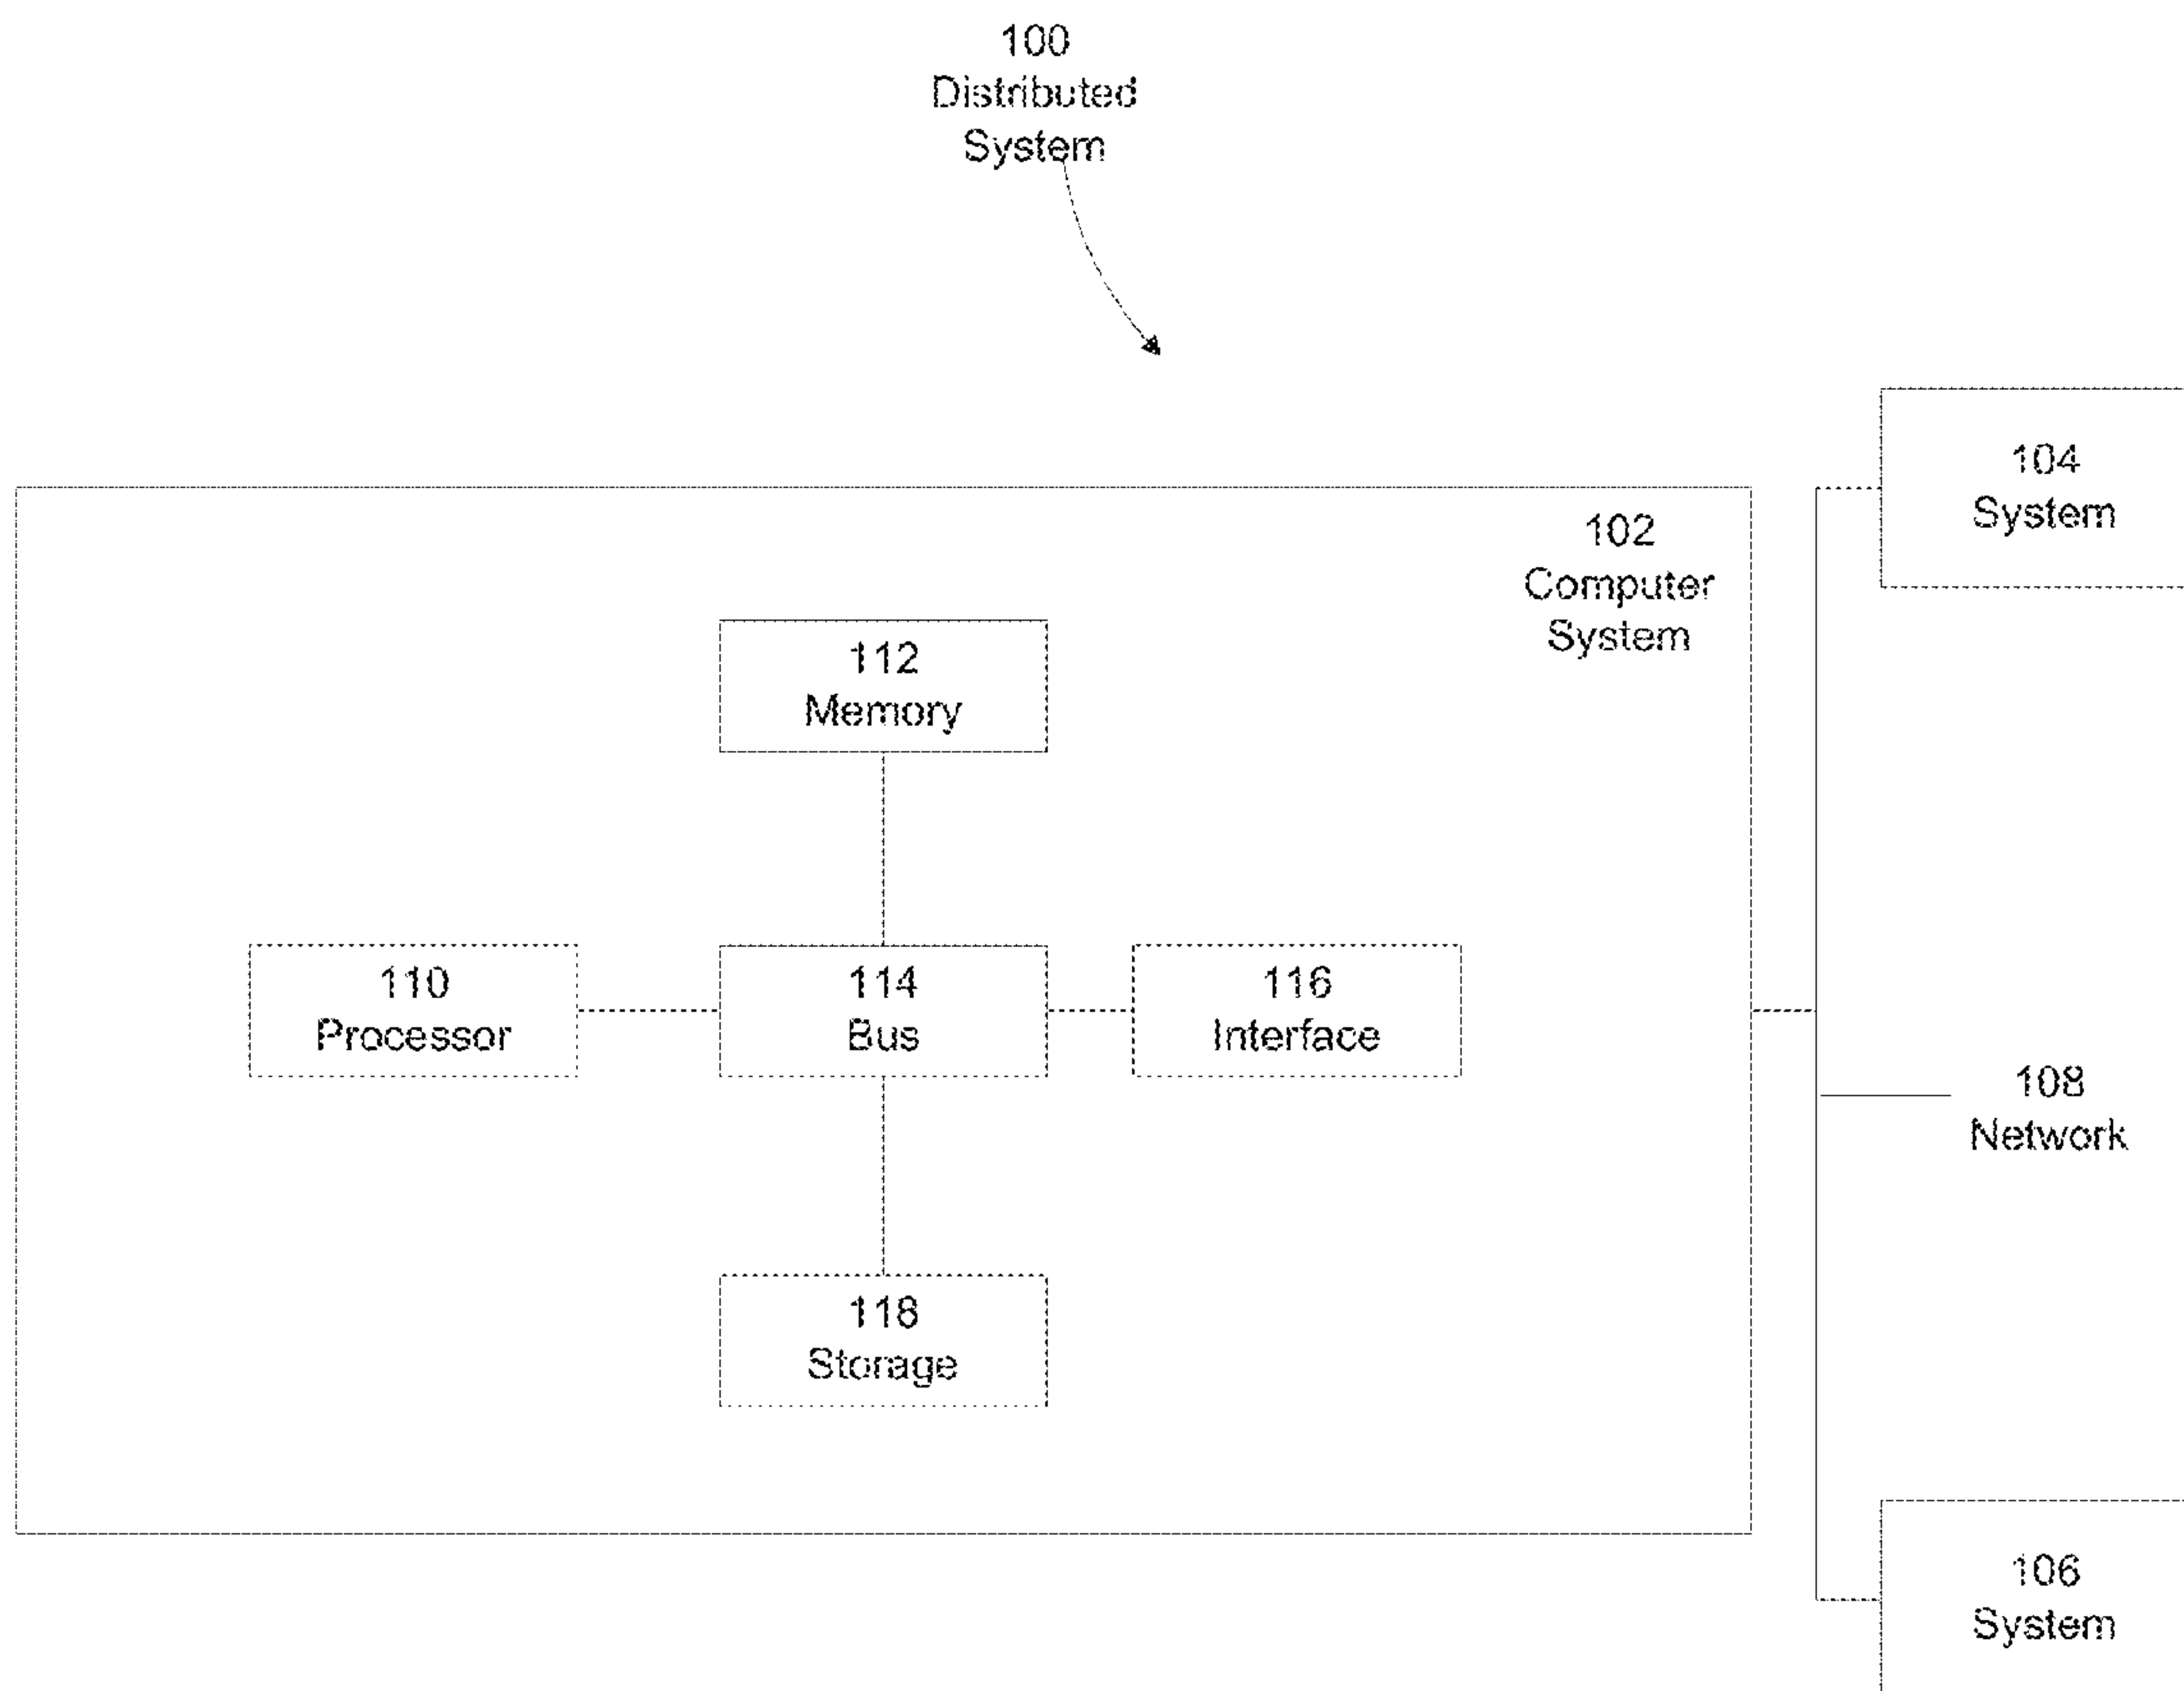 100
Distributed
System
104
System
102
Computer
System
112
Memory
110
Processor
114
Bus
116
Interface
108
Network
118
Storage
106
System